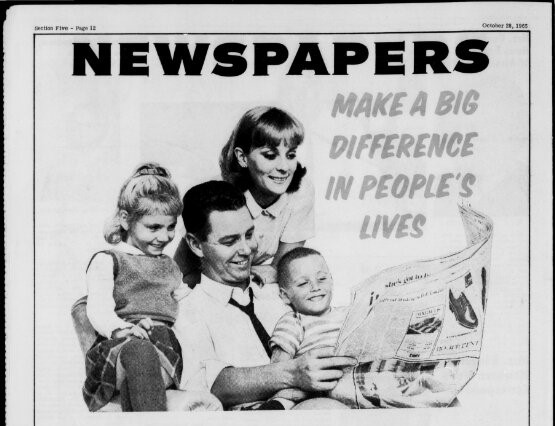 Section Five - Page 12
October 28, 1965
NEWSPAPERS
MAKE A BIG
DIFFERENCE
IN PEOPLE'S
LIVES